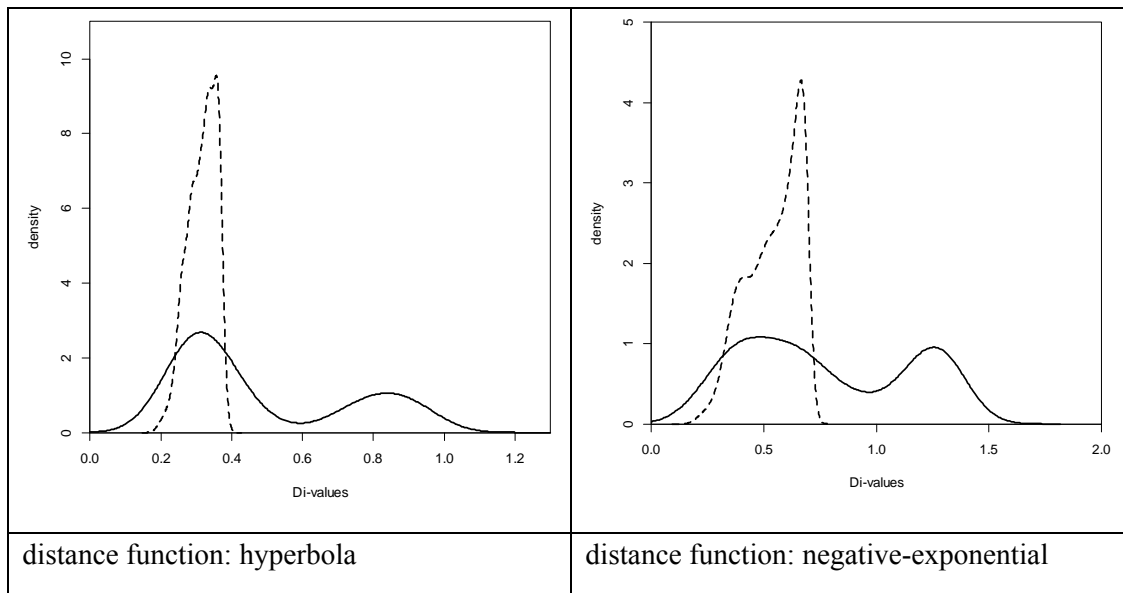 10
8
6
4
2
0
density
0.0 0.2 0.4 0.6 0.8 1.0 1.2
Di-values
5
4
3
2
1
0
density
0.0 0.5 1.0 1.5 2.0
Di-values
distance function: hyperbola
distance function: negative-exponential